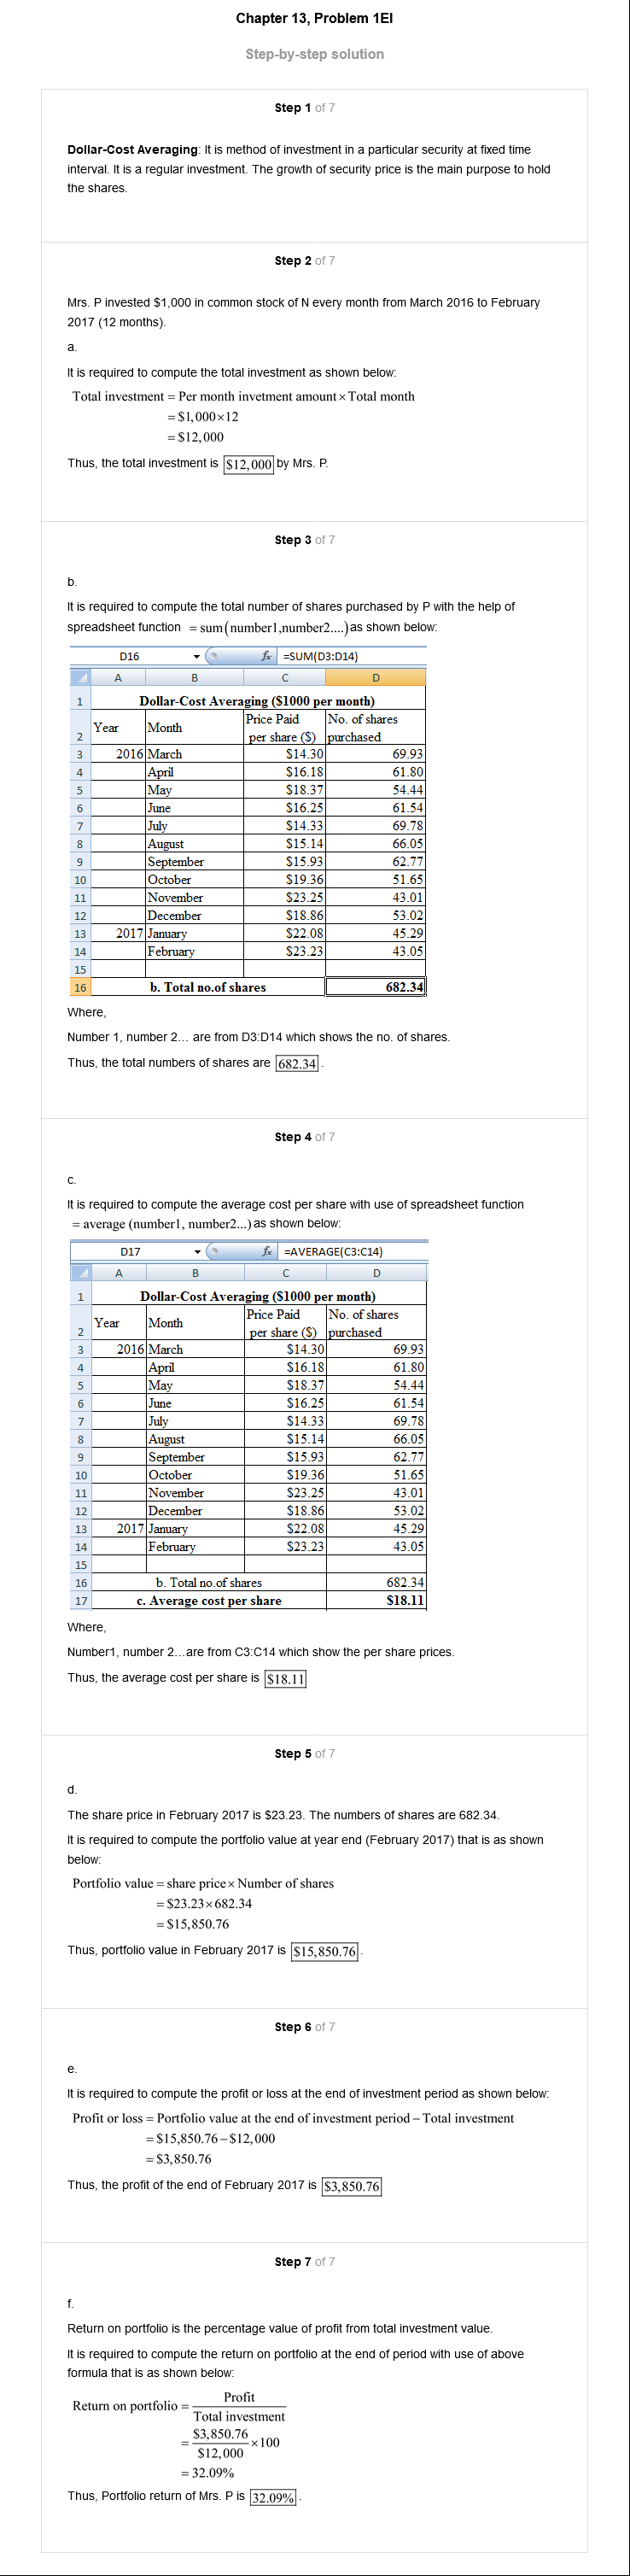 Chapter 13, Problem 1EI
Step-by-step solution
Step 1 of 7
Dollar-Cost Averaging: It is method of investment in a particular security at fixed time
interval. It is a regular investment. The growth of security price is the main purpose to hold
the shares.
Step 2 of 7
Mrs. P invested $1,000 in common stock of N every month from March 2016 to February
2017 (12 months).
a.
It is required to compute the total investment as shown below:
Total investment = Per month invetment amount × Total month
= $1,000×12
= $12,000
Thus, the total investment is $12,000 by Mrs. P.
Step 3 of 7
b.
It is required to compute the total number of shares purchased by P with the help of
spreadsheet function = sum(number1,number2....) as shown below:
D16 fx =SUM(D3:D14)
A B C D
1 Dollar-Cost Averaging ($1000 per month)
Price Paid No. of shares
Year Month
2 per share ($) purchased
3 2016 March $14.30 69.93
4 April $16.18 61.80
5 May $18.37 54.44
6 June $16.25 61.54
7 July $14.33 69.78
8 August $15.14 66.05
9 September $15.93 62.77
10 October $19.36 51.65
11 November $23.25 43.01
12 December $18.86 53.02
13 2017 January $22.08 45.29
14 February $23.23 43.05
15
16 b. Total no.of shares 682.34
Where,
Number 1, number 2... are from D3:D14 which shows the no. of shares.
Thus, the total numbers of shares are 682.34.
Step 4 of 7
c.
It is required to compute the average cost per share with use of spreadsheet function
= average (number1, number2...) as shown below:
D17 fx =AVERAGE(C3:C14)
A B C D
1 Dollar-Cost Averaging ($1000 per month)
Price Paid No. of shares
Year Month
2 per share ($) purchased
3 2016 March $14.30 69.93
4 April $16.18 61.80
5 May $18.37 54.44
6 June $16.25 61.54
7 July $14.33 69.78
8 August $15.14 66.05
9 September $15.93 62.77
10 October $19.36 51.65
11 November $23.25 43.01
12 December $18.86 53.02
13 2017 January $22.08 45.29
14 February $23.23 43.05
15
16 b. Total no.of shares 682.34
17 c. Average cost per share $18.11
Where,
Number1, number 2...are from C3:C14 which show the per share prices.
Thus, the average cost per share is $18.11
Step 5 of 7
d.
The share price in February 2017 is $23.23. The numbers of shares are 682.34.
It is required to compute the portfolio value at year end (February 2017) that is as shown
below:
Portfolio value = share price × Number of shares
= $23.23×682.34
= $15,850.76
Thus, portfolio value in February 2017 is $15,850.76.
Step 6 of 7
e.
It is required to compute the profit or loss at the end of investment period as shown below:
Profit or loss = Portfolio value at the end of investment period − Total investment
= $15,850.76 − $12,000
= $3,850.76
Thus, the profit of the end of February 2017 is $3,850.76
Step 7 of 7
f.
Return on portfolio is the percentage value of profit from total investment value.
It is required to compute the return on portfolio at the end of period with use of above
formula that is as shown below:
Profit
Return on portfolio =
Total investment
$3,850.76
= ×100
$12,000
= 32.09%
Thus, Portfolio return of Mrs. P is 32.09%.